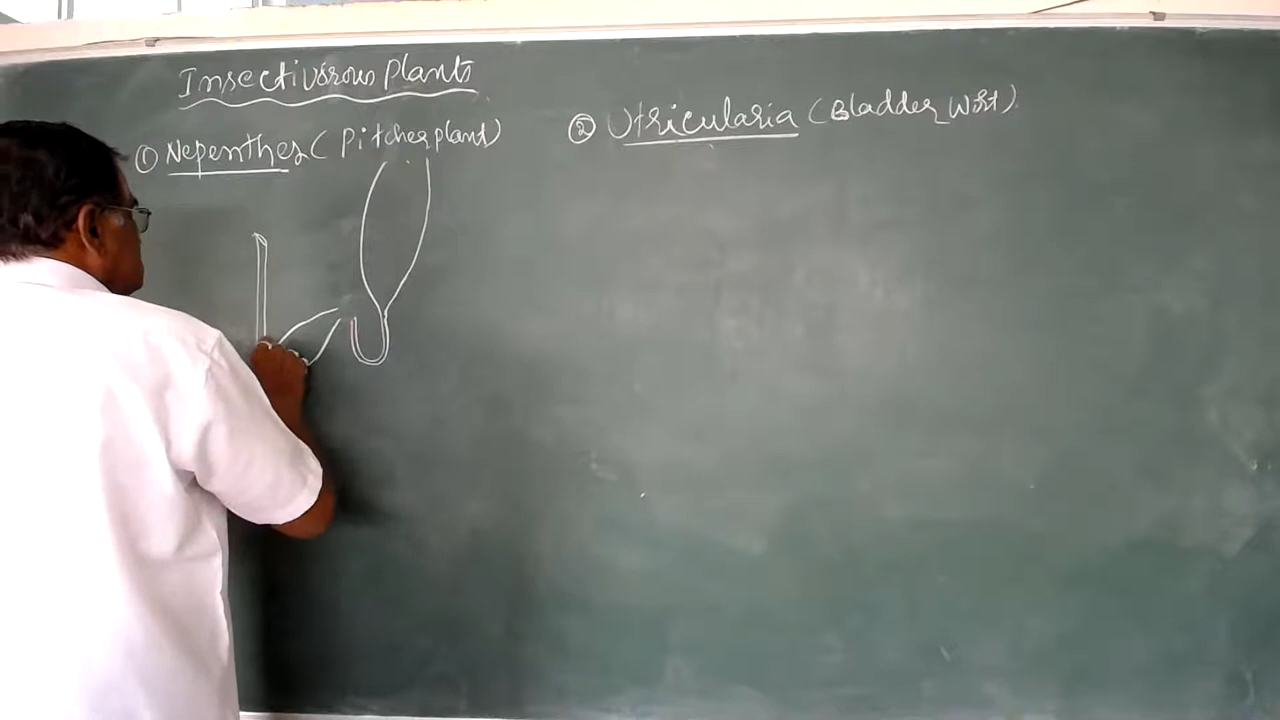 Insectivorous Plants
① Nepenthes ( Pitcher plant)
② Utricularia ( Bladder Wort)